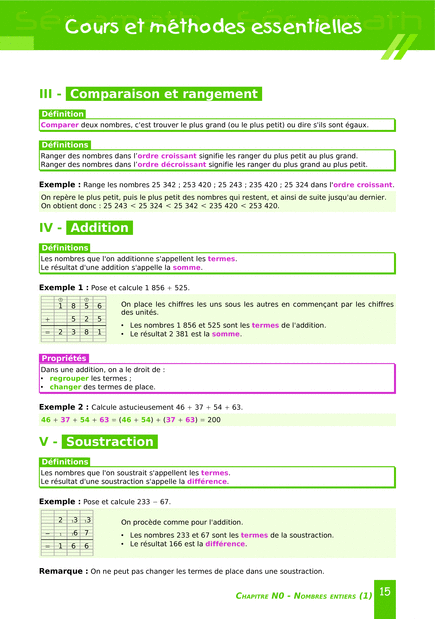 Cours et méthodes essentielles
III - Comparaison et rangement
Définition
Comparer deux nombres, c'est trouver le plus grand (ou le plus petit) ou dire s'ils sont égaux.
Définitions
Ranger des nombres dans l'ordre croissant signifie les ranger du plus petit au plus grand.
Ranger des nombres dans l'ordre décroissant signifie les ranger du plus grand au plus petit.
Exemple : Range les nombres 25 342 ; 253 420 ; 25 243 ; 235 420 ; 25 324 dans l'ordre croissant.
On repère le plus petit, puis le plus petit des nombres qui restent, et ainsi de suite jusqu'au dernier.
On obtient donc : 25 243 < 25 324 < 25 342 < 235 420 < 253 420.
IV - Addition
Définitions
Les nombres que l'on additionne s'appellent les termes.
Le résultat d'une addition s'appelle la somme.
Exemple 1 : Pose et calcule 1 856 + 525.
1 1
1 8 5 6
+ 5 2 5
= 2 3 8 1
On place les chiffres les uns sous les autres en commençant par les chiffres
des unités.
• Les nombres 1 856 et 525 sont les termes de l'addition.
• Le résultat 2 381 est la somme.
Propriétés
Dans une addition, on a le droit de :
• regrouper les termes ;
• changer des termes de place.
Exemple 2 : Calcule astucieusement 46 + 37 + 54 + 63.
46 + 37 + 54 + 63 = (46 + 54) + (37 + 63) = 200
V - Soustraction
Définitions
Les nombres que l'on soustrait s'appellent les termes.
Le résultat d'une soustraction s'appelle la différence.
Exemple : Pose et calcule 233 − 67.
2 13 13
− 1 16 7
= 1 6 6
On procède comme pour l'addition.
• Les nombres 233 et 67 sont les termes de la soustraction.
• Le résultat 166 est la différence.
Remarque : On ne peut pas changer les termes de place dans une soustraction.
Chapitre N0 - Nombres entiers (1) 15